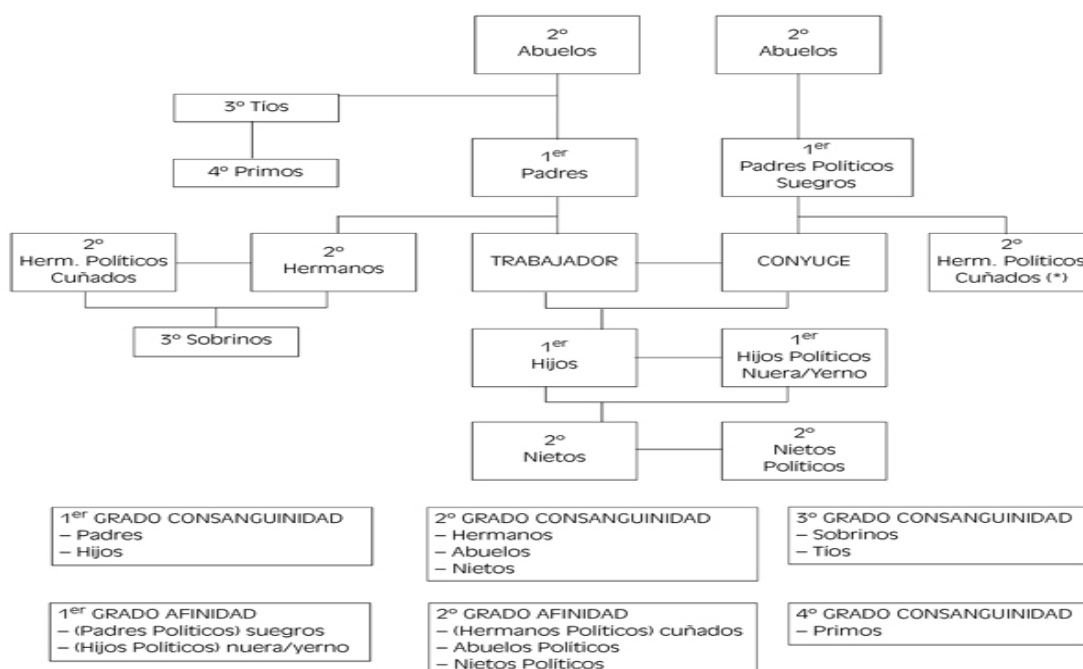 2º
Abuelos
2º
Abuelos
3º Tíos
1er
Padres
1er
Padres Políticos
Suegros
4º Primos
2º
Herm. Políticos
Cuñados
2º
Hermanos
TRABAJADOR
CONYUGE
2º
Herm. Políticos
Cuñados (*)
3º Sobrinos
1er
Hijos
1er
Hijos Políticos
Nuera/Yerno
2º
Nietos
2º
Nietos
Políticos
1er GRADO CONSANGUINIDAD
– Padres
– Hijos
2º GRADO CONSANGUINIDAD
– Hermanos
– Abuelos
– Nietos
3º GRADO CONSANGUINIDAD
– Sobrinos
– Tíos
1er GRADO AFINIDAD
– (Padres Políticos) suegros
– (Hijos Políticos) nuera/yerno
2º GRADO AFINIDAD
– (Hermanos Políticos) cuñados
– Abuelos Políticos
– Nietos Políticos
4º GRADO CONSANGUINIDAD
– Primos